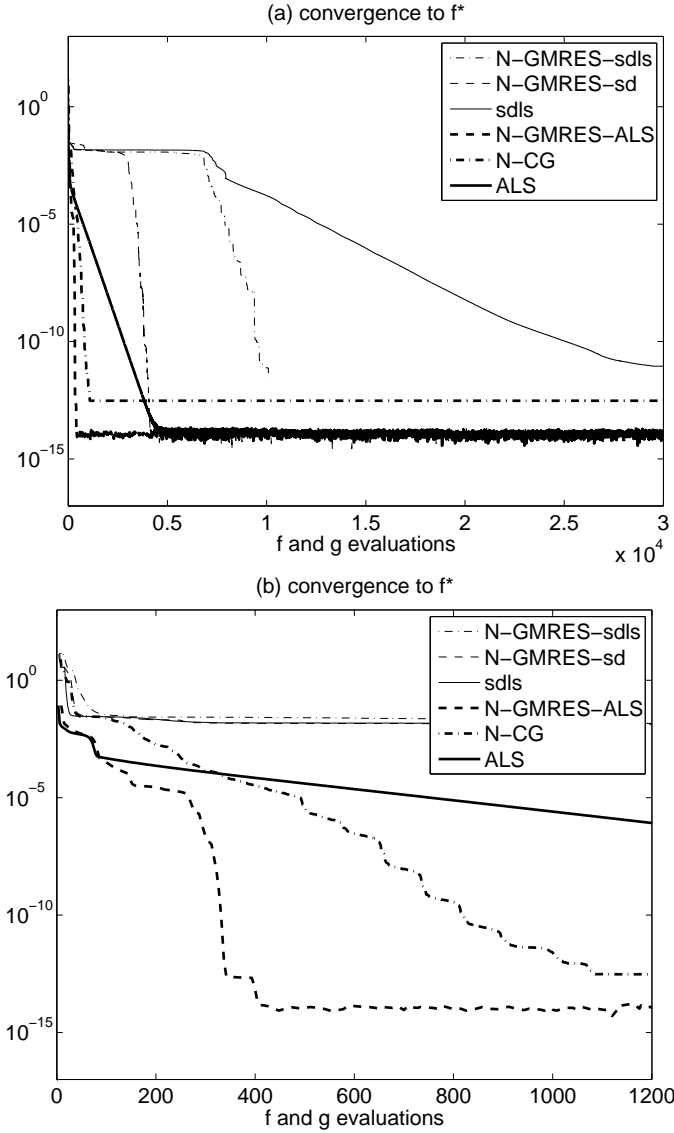 (a) convergence to f*
N-GMRES-sdls
N-GMRES-sd
sdls
N-GMRES-ALS
N-CG
ALS
10^0
10^-5
10^-10
10^-15
0 0.5 1 1.5 2 2.5 3
f and g evaluations
x 10^4
(b) convergence to f*
N-GMRES-sdls
N-GMRES-sd
sdls
N-GMRES-ALS
N-CG
ALS
10^0
10^-5
10^-10
10^-15
0 200 400 600 800 1000 1200
f and g evaluations